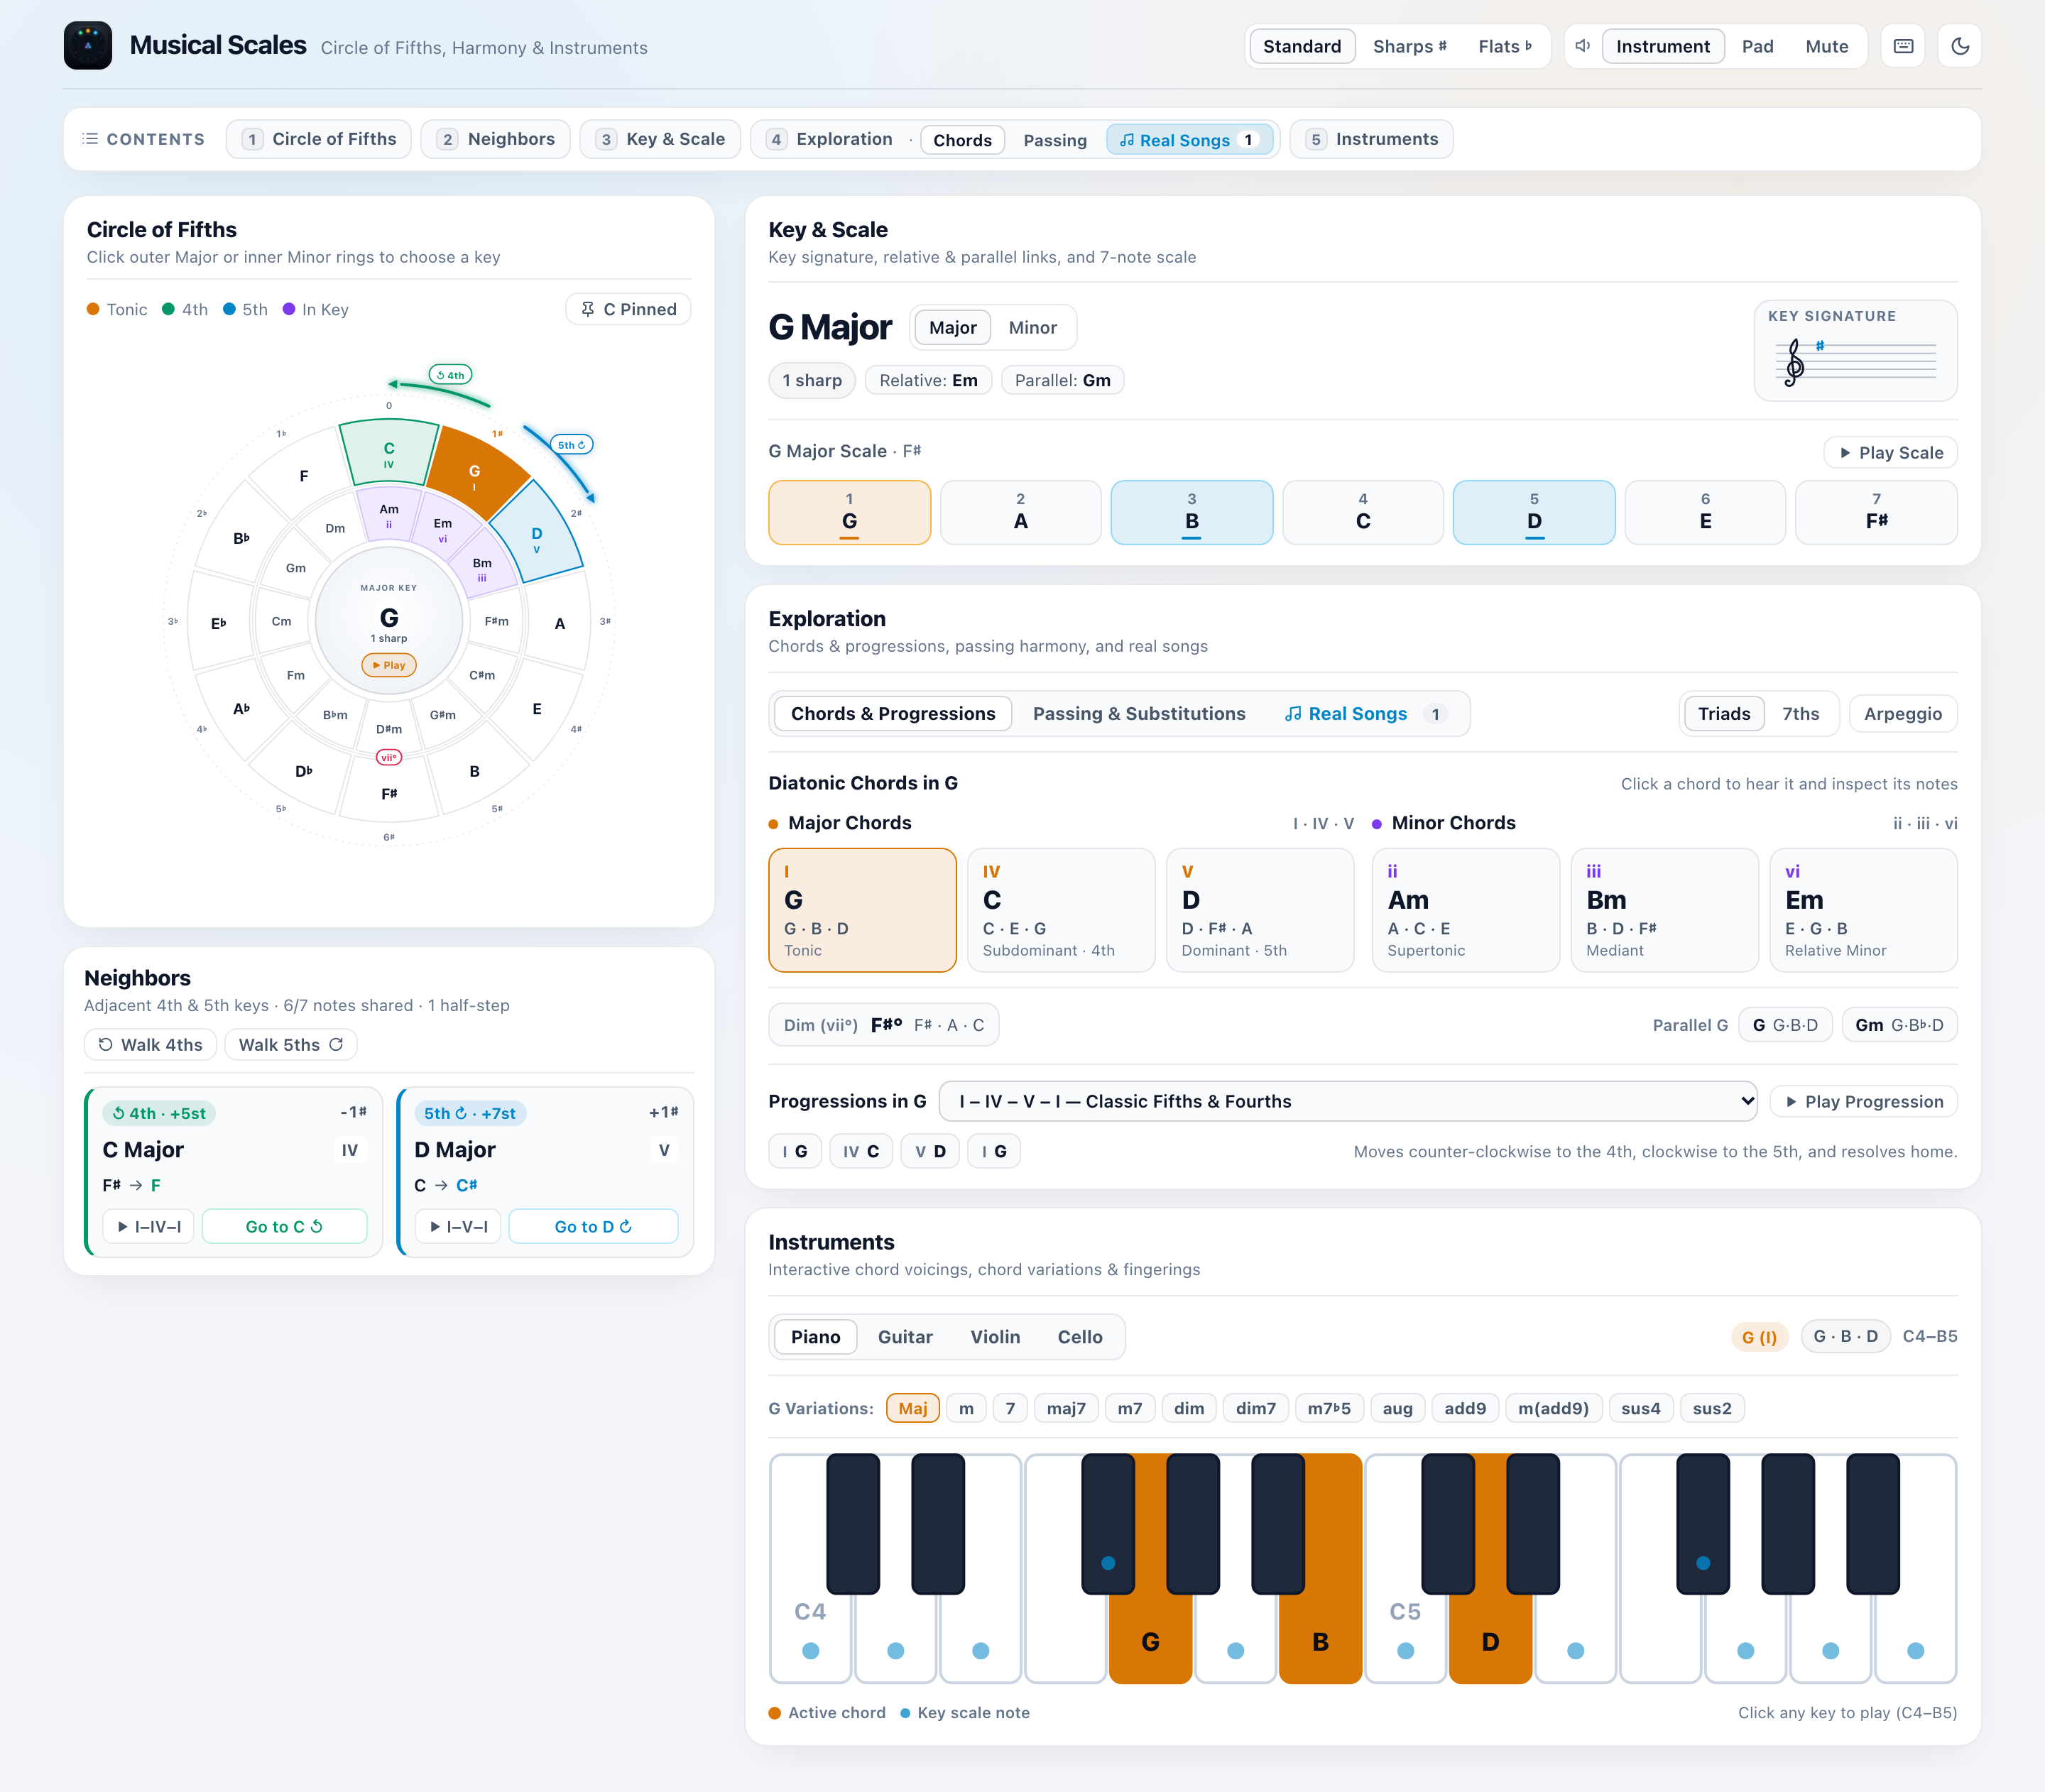 Musical Scales Circle of Fifths, Harmony & Instruments
Standard Sharps ♯ Flats ♭ Instrument Pad Mute
CONTENTS 1 Circle of Fifths 2 Neighbors 3 Key & Scale 4 Exploration · Chords Passing Real Songs 1 5 Instruments
Circle of Fifths
Click outer Major or inner Minor rings to choose a key
Tonic 4th 5th In Key C Pinned
↺ 4th
0
1♭ 1♯
5th ↻
C
IV
F
G
I
2♭ 2♯
Am
ii
Dm
Em
vi
B♭
D
V
Gm
Bm
iii
MAJOR KEY
3♭ E♭ Cm
G
F♯m A 3♯
1 sharp
▶ Play
Fm C♯m
A♭ E
B♭m G♯m
4♭ 4♯
D♯m
vii°
D♭ B
F♯
5♭ 5♯
6♯
Neighbors
Adjacent 4th & 5th keys · 6/7 notes shared · 1 half-step
Walk 4ths Walk 5ths
↺ 4th · +5st -1♯
C Major IV
F♯ → F
▶ I–IV–I Go to C ↺
5th ↻ · +7st +1♯
D Major V
C → C♯
▶ I–V–I Go to D ↻
Key & Scale
Key signature, relative & parallel links, and 7-note scale
G Major Major Minor
1 sharp Relative: Em Parallel: Gm
KEY SIGNATURE
G Major Scale · F♯ ▶ Play Scale
1 2 3 4 5 6 7
G A B C D E F♯
Exploration
Chords & progressions, passing harmony, and real songs
Chords & Progressions Passing & Substitutions Real Songs 1 Triads 7ths Arpeggio
Diatonic Chords in G Click a chord to hear it and inspect its notes
Major Chords I · IV · V Minor Chords ii · iii · vi
I IV V ii iii vi
G C D Am Bm Em
G · B · D C · E · G D · F♯ · A A · C · E B · D · F♯ E · G · B
Tonic Subdominant · 4th Dominant · 5th Supertonic Mediant Relative Minor
Dim (vii°) F♯° F♯ · A · C Parallel G G G·B·D Gm G·B♭·D
Progressions in G I – IV – V – I — Classic Fifths & Fourths ▶ Play Progression
I G IV C V D I G Moves counter-clockwise to the 4th, clockwise to the 5th, and resolves home.
Instruments
Interactive chord voicings, chord variations & fingerings
Piano Guitar Violin Cello G (I) G · B · D C4–B5
G Variations: Maj m 7 maj7 m7 dim dim7 m7♭5 aug add9 m(add9) sus4 sus2
C4 C5
G B D
Active chord Key scale note Click any key to play (C4–B5)